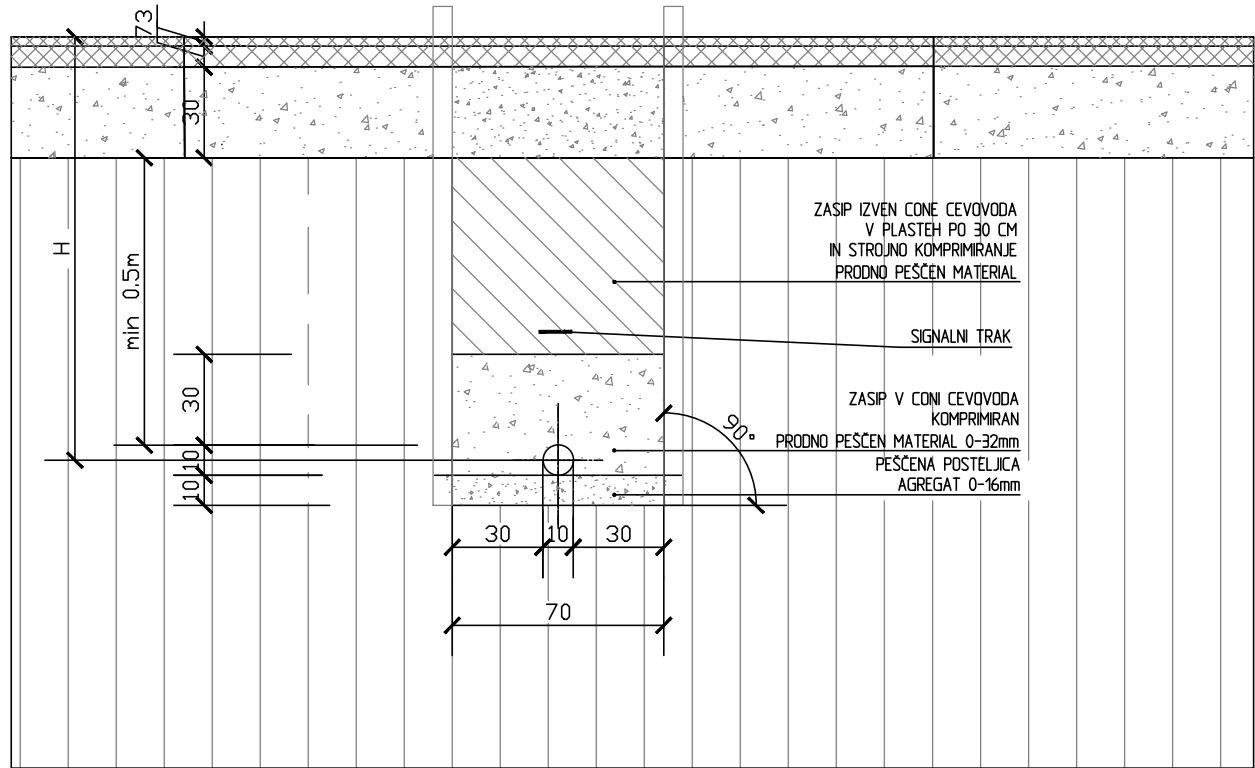 73
30
H
min 0.5m
30
10
10
ZASIP IZVEN CONE CEVOVODA
V PLASTEH PO 30 CM
IN STROJNO KOMPRIMIRANJE
PRODNO PEŠČEN MATERIAL
SIGNALNI TRAK
ZASIP V CONI CEVOVODA
KOMPRIMIRAN
PRODNO PEŠČEN MATERIAL 0-32mm
PEŠČENA POSTELJICA
AGREGAT 0-16mm
90°
30
10
30
70